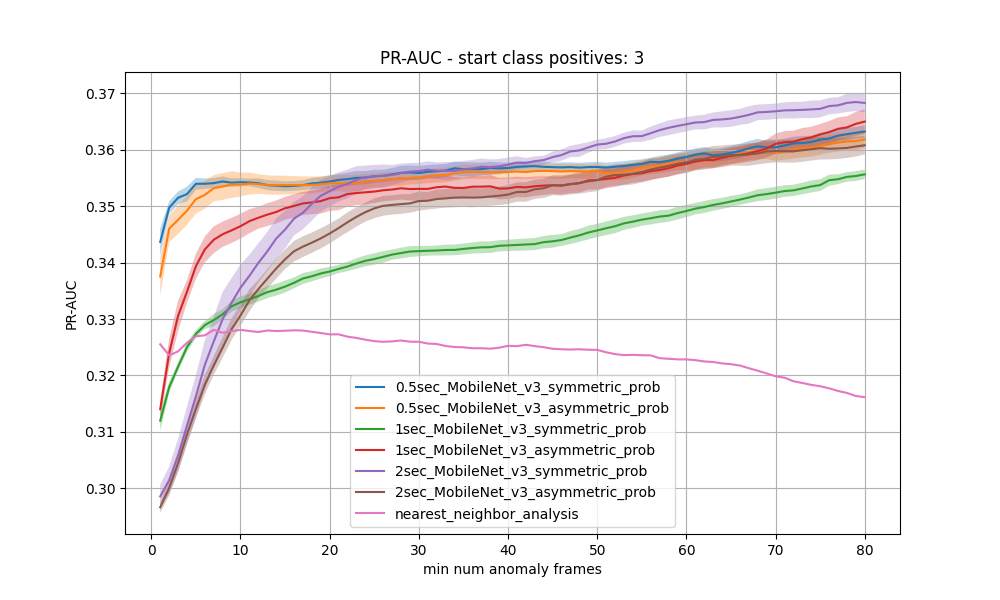 PR-AUC - start class positives: 3
PR-AUC
0.37
0.36
0.35
0.34
0.33
0.32
0.31
0.30
0.5sec_MobileNet_v3_symmetric_prob
0.5sec_MobileNet_v3_asymmetric_prob
1sec_MobileNet_v3_symmetric_prob
1sec_MobileNet_v3_asymmetric_prob
2sec_MobileNet_v3_symmetric_prob
2sec_MobileNet_v3_asymmetric_prob
nearest_neighbor_analysis
0 10 20 30 40 50 60 70 80
min num anomaly frames